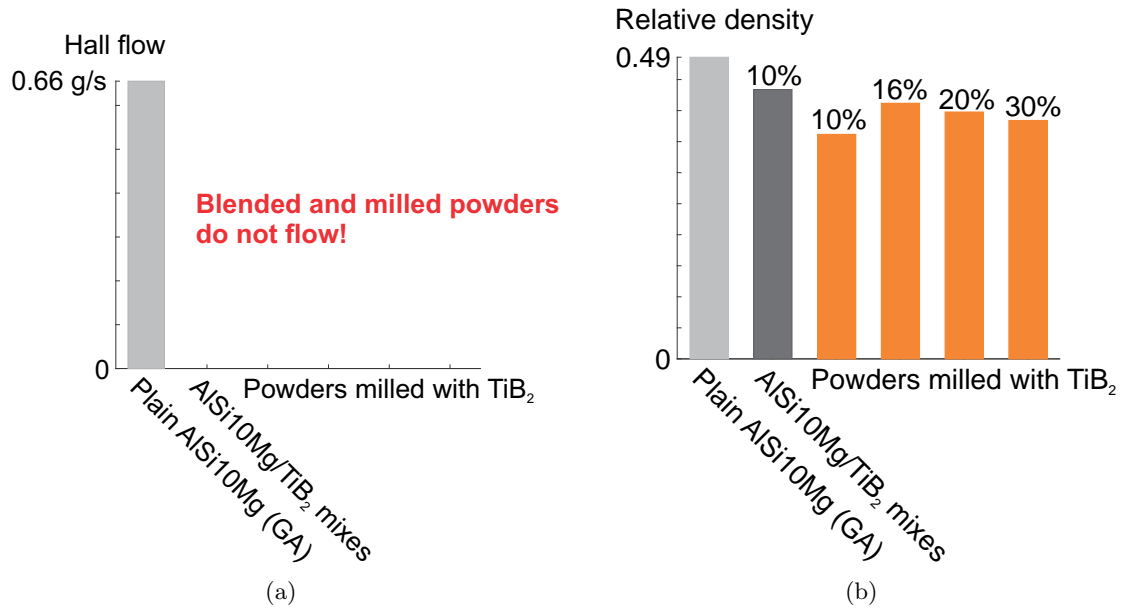 Hall flow
0.66 g/s
Blended and milled powders
do not flow!
0
Powders milled with TiB₂
Plain AlSi10Mg (GA)
AlSi10Mg/TiB₂ mixes
(a)
Relative density
0.49
10%
10%
16%
20%
30%
0
Powders milled with TiB₂
Plain AlSi10Mg (GA)
AlSi10Mg/TiB₂ mixes
(b)